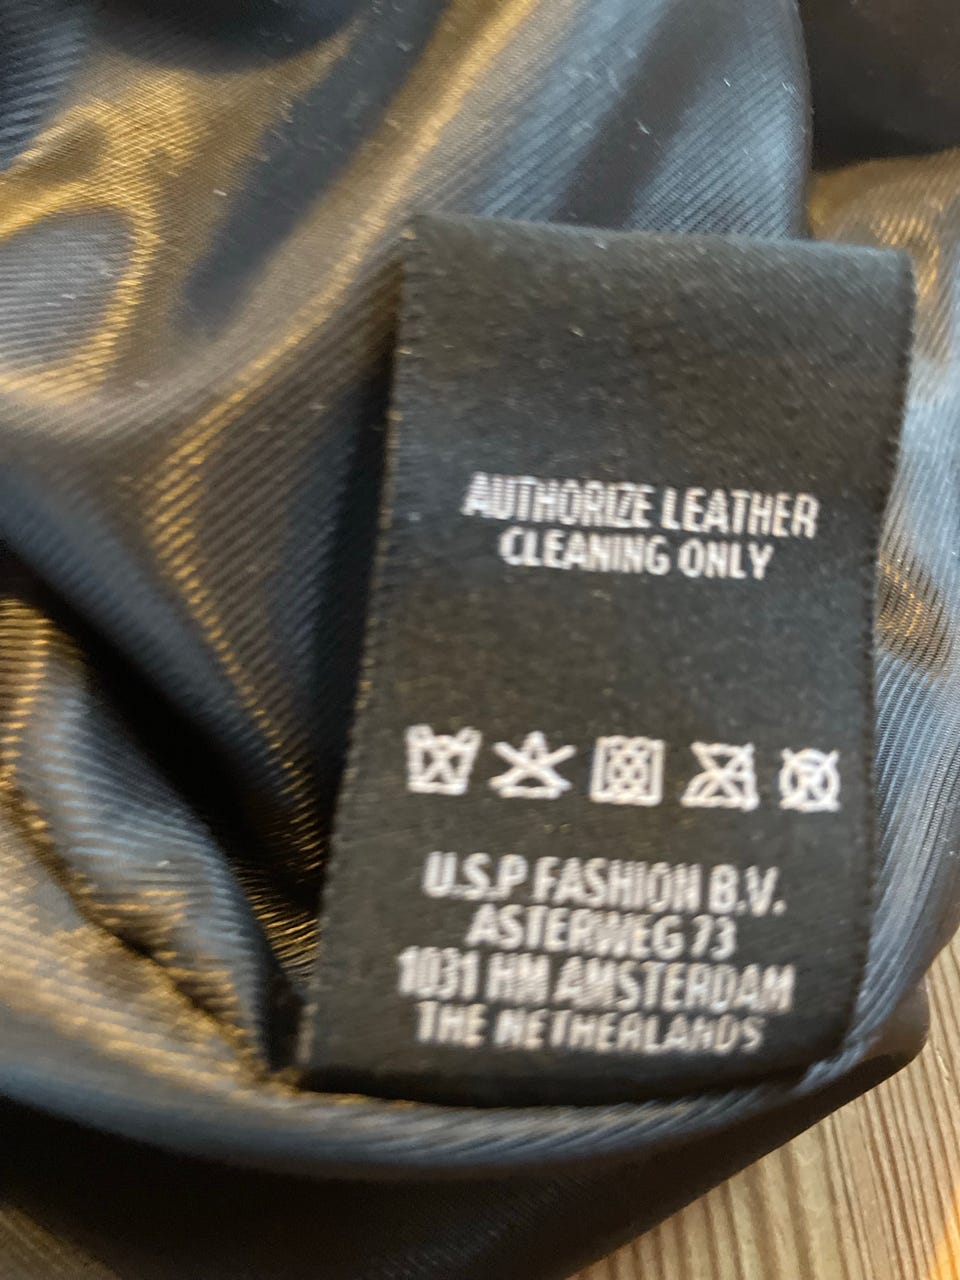 AUTHORIZE LEATHER
CLEANING ONLY
U.S.P FASHION B.V.
ASTERWEG 73
1031 HM AMSTERDAM
THE NETHERLANDS